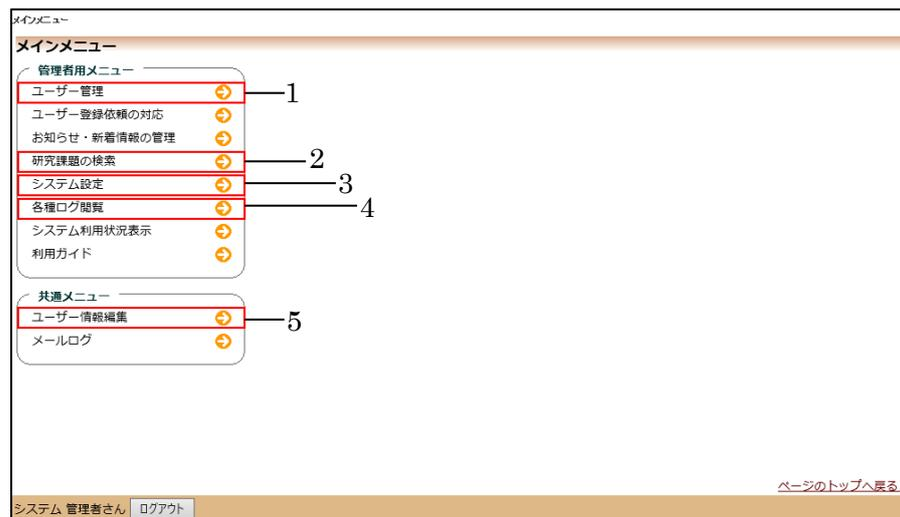 メインメニュー
メインメニュー
管理者用メニュー
ユーザー管理
1
ユーザー登録依頼の対応
お知らせ・新着情報の管理
研究課題の検索
2
システム設定
3
各種ログ閲覧
4
システム利用状況表示
利用ガイド
共通メニュー
ユーザー情報編集
5
メールログ
ページのトップへ戻る
システム 管理者さん ログアウト